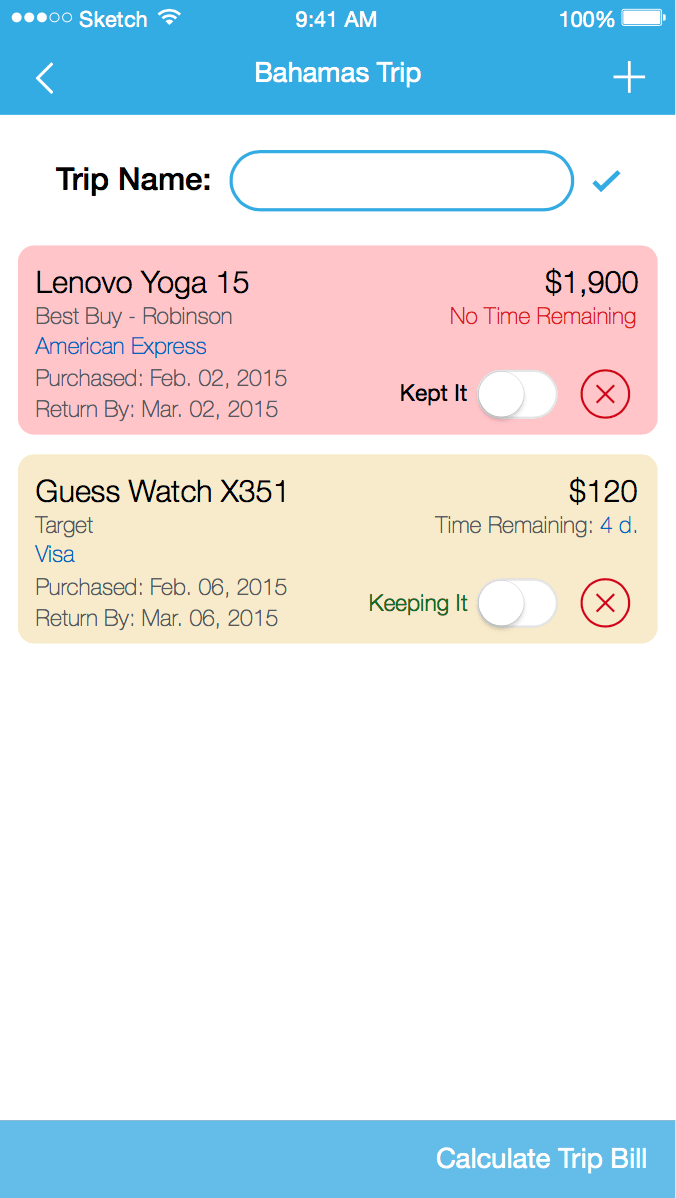 Sketch 9:41 AM 100%
Bahamas Trip
Trip Name:
Lenovo Yoga 15 $1,900
Best Buy - Robinson No Time Remaining
American Express
Purchased: Feb. 02, 2015
Kept It
Return By: Mar. 02, 2015
Guess Watch X351 $120
Target Time Remaining: 4 d.
Visa
Purchased: Feb. 06, 2015
Keeping It
Return By: Mar. 06, 2015
Calculate Trip Bill